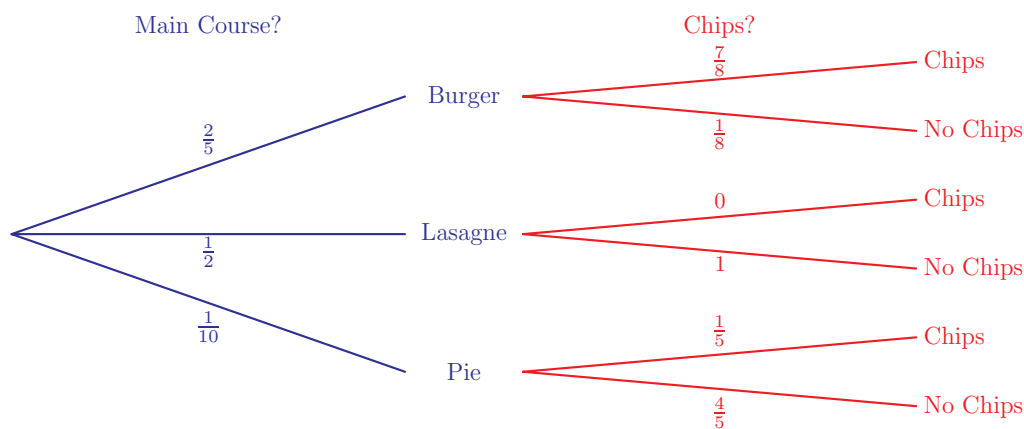 Main Course?
Chips?
2/5
Burger
7/8
Chips
1/8
No Chips
1/2
Lasagne
0
Chips
1
No Chips
1/10
Pie
1/5
Chips
4/5
No Chips